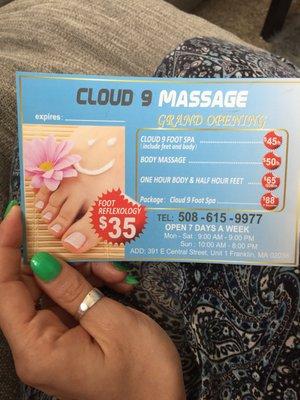 CLOUD 9 MASSAGE
GRAND OPENING
expires:
CLOUD 9 FOOT SPA $45
( include feet and body )
BODY MASSAGE $50
ONE HOUR BODY & HALF HOUR FEET $65
Package : Cloud 9 Foot Spa $88
FOOT
REFLEXOLOGY
$35
TEL: 508-615-9977
OPEN 7 DAYS A WEEK
Mon - Sat : 9:00 AM - 9:00 PM
Sun : 10:00 AM - 8:00 PM
ADD: 391 E Central Street, Unit 1 Franklin, MA 02038